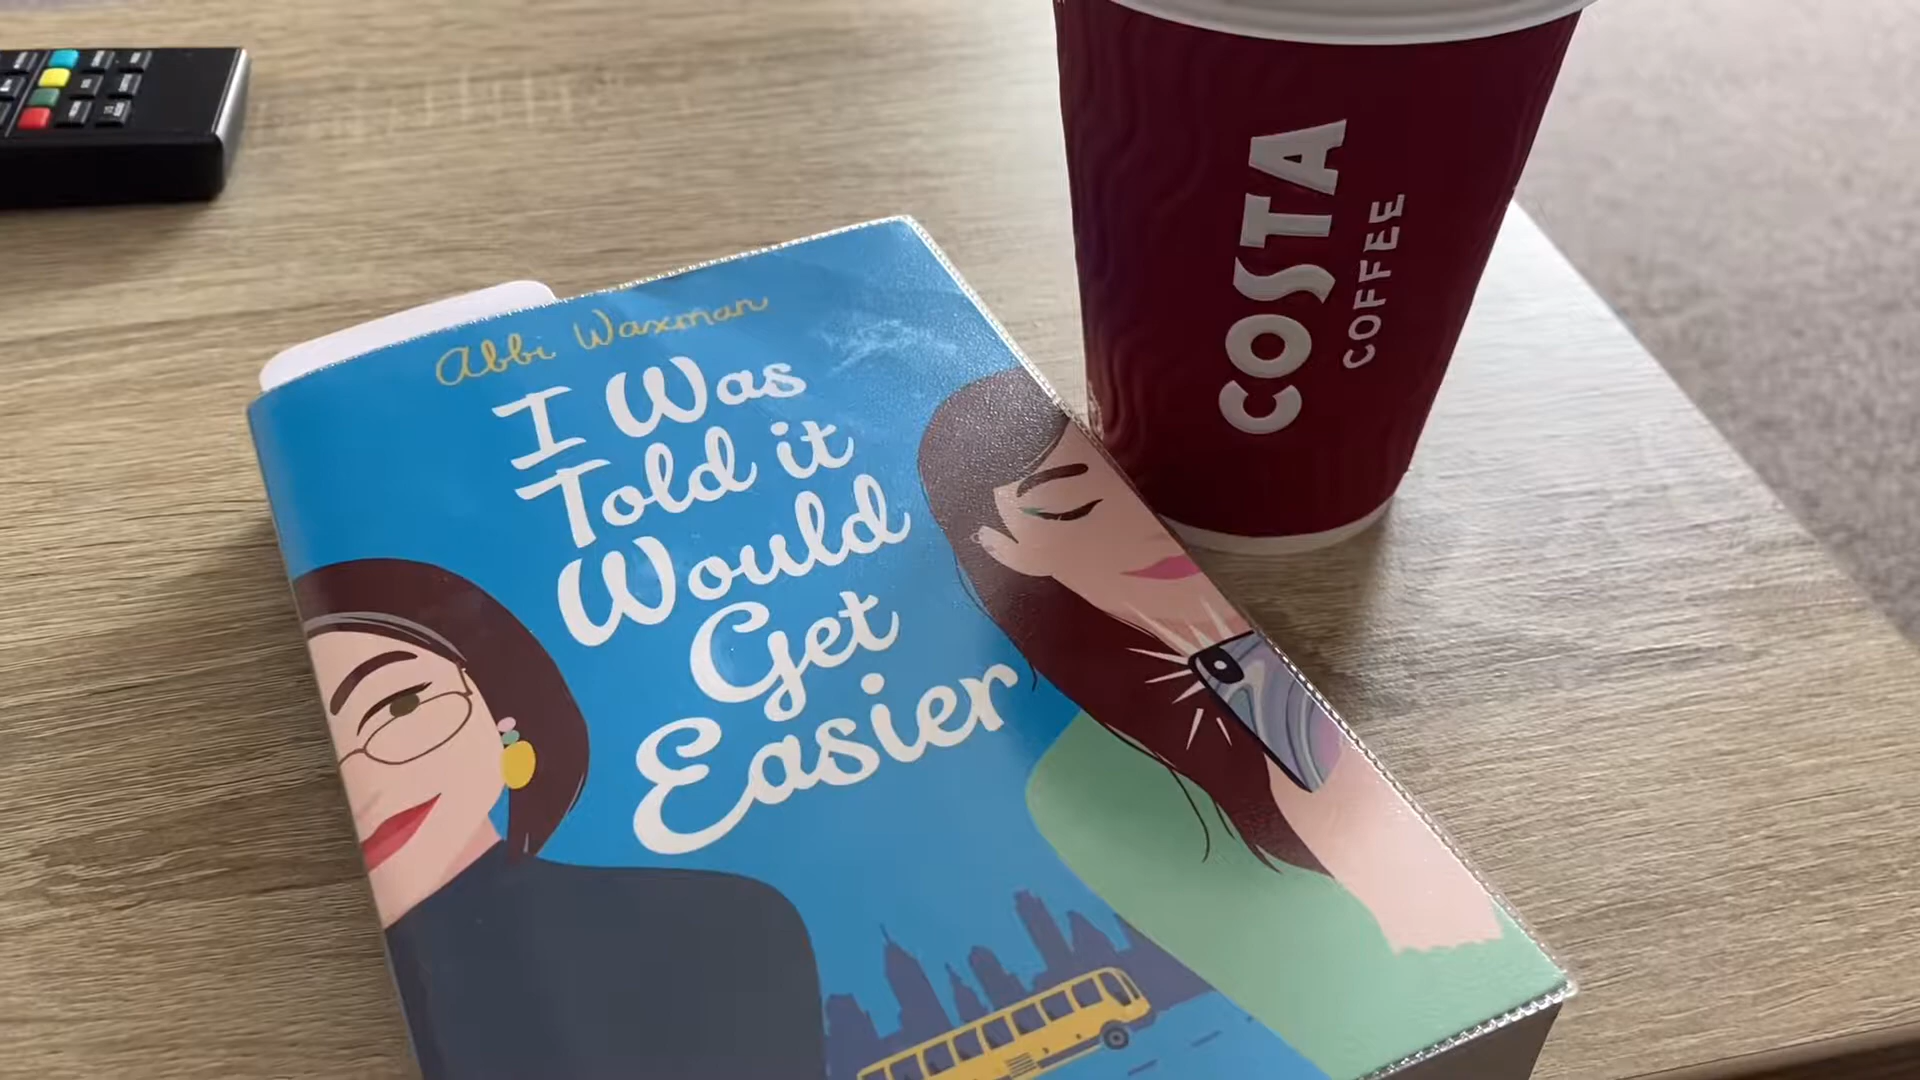 Abbi Waxman
I Was
Told it
Would
Get
Easier
COSTA
COFFEE